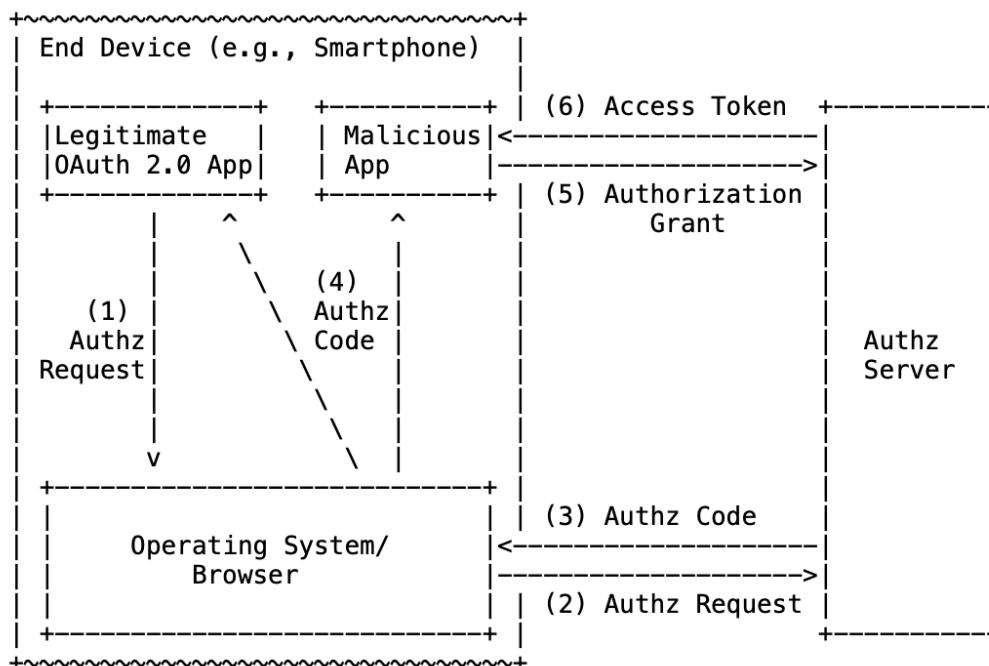 End Device (e.g., Smartphone)
(6) Access Token
Legitimate
OAuth 2.0 App
Malicious
App
(5) Authorization
Grant
(4)
Authz
Code
(1)
Authz
Request
Authz
Server
(3) Authz Code
Operating System/
Browser
(2) Authz Request